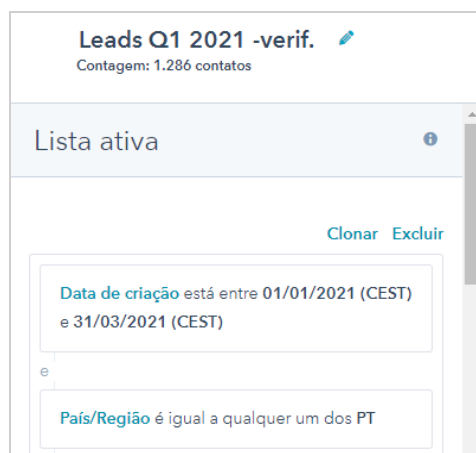 Leads Q1 2021 -verif.
Contagem: 1.286 contatos
Lista ativa
Clonar Excluir
Data de criação está entre 01/01/2021 (CEST)
e 31/03/2021 (CEST)
e
País/Região é igual a qualquer um dos PT